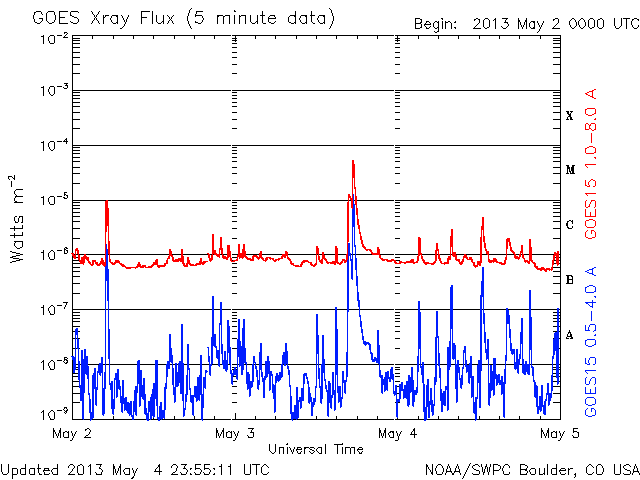 GOES Xray Flux (5 minute data)
Begin: 2013 May 2 0000 UTC
10⁻²
10⁻³
10⁻⁴
10⁻⁵
10⁻⁶
10⁻⁷
10⁻⁸
10⁻⁹
Watts m⁻²
X
M
C
B
A
GOES15 1.0-8.0 A
GOES15 0.5-4.0 A
May 2
May 3
May 4
May 5
Universal Time
Updated 2013 May 4 23:55:11 UTC
NOAA/SWPC Boulder, CO USA